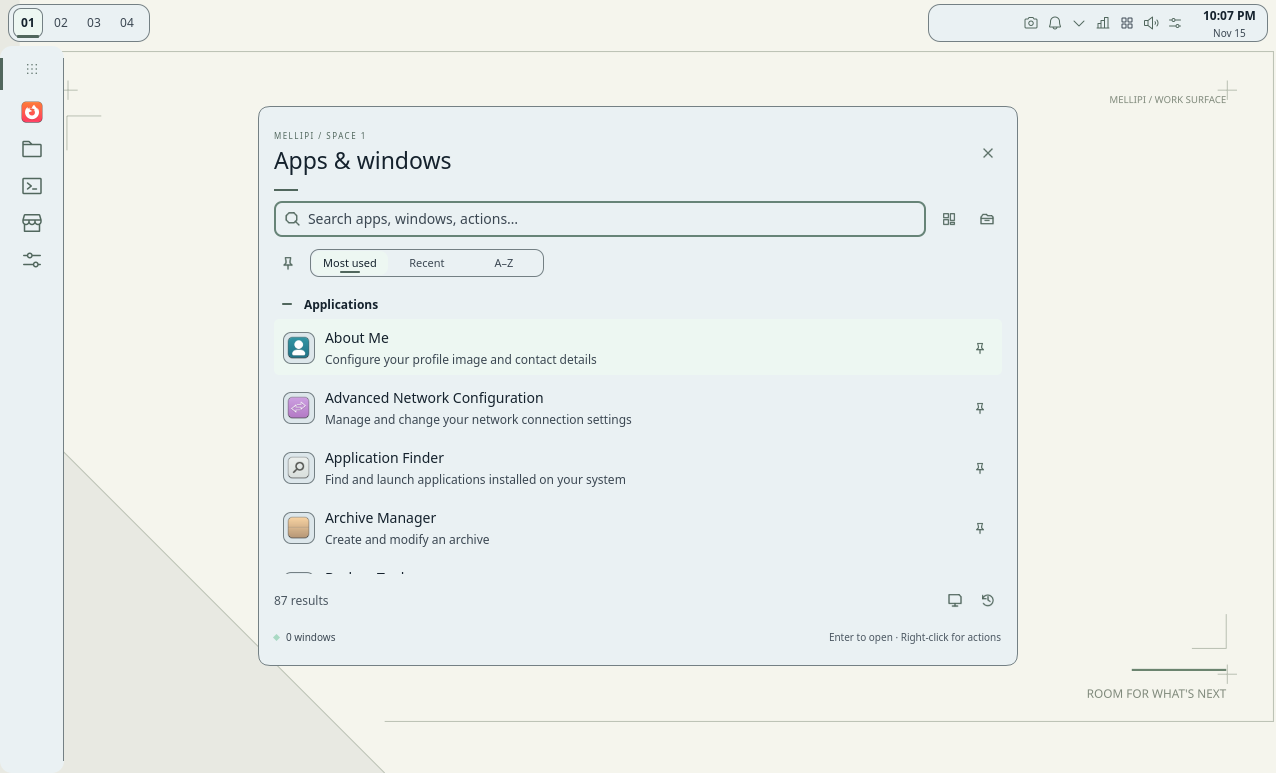 01 02 03 04
10:07 PM
Nov 15
MELLIPI / WORK SURFACE
MELLIPI / SPACE 1
Apps & windows
Search apps, windows, actions...
Most used Recent A–Z
Applications
About Me
Configure your profile image and contact details
Advanced Network Configuration
Manage and change your network connection settings
Application Finder
Find and launch applications installed on your system
Archive Manager
Create and modify an archive
87 results
0 windows
Enter to open · Right-click for actions
ROOM FOR WHAT'S NEXT